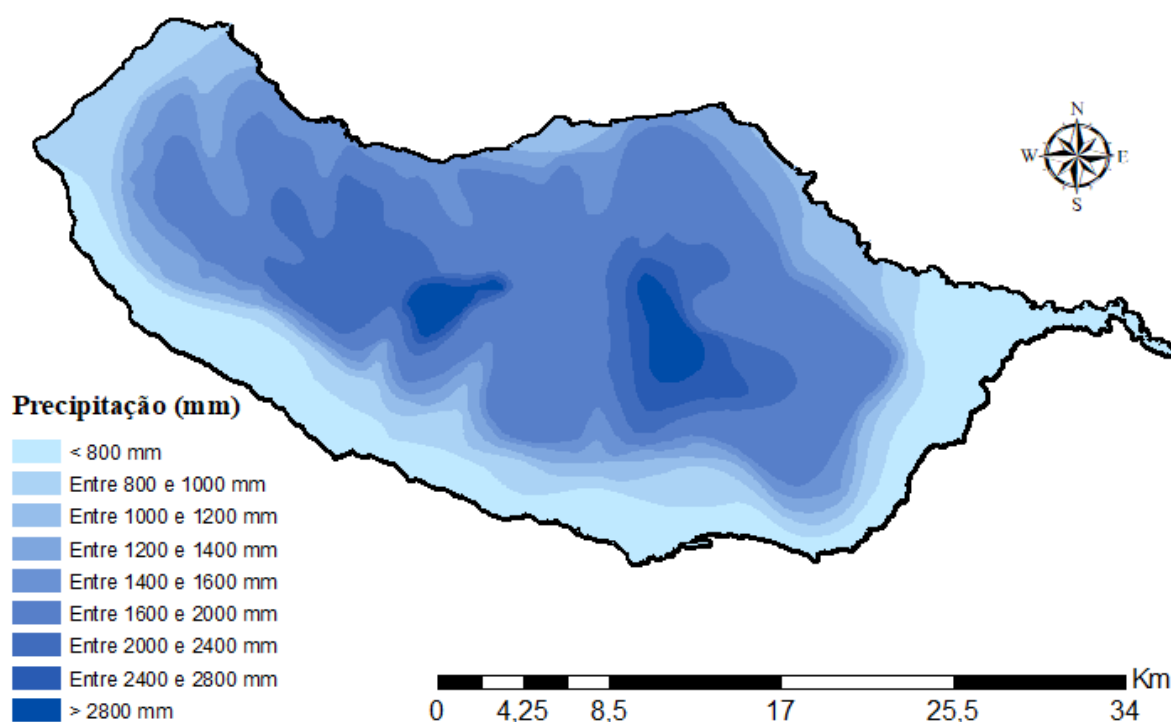 N
W E
S
Precipitação (mm)
< 800 mm
Entre 800 e 1000 mm
Entre 1000 e 1200 mm
Entre 1200 e 1400 mm
Entre 1400 e 1600 mm
Entre 1600 e 2000 mm
Entre 2000 e 2400 mm
Entre 2400 e 2800 mm
> 2800 mm
Km
0 4,25 8,5 17 25,5 34